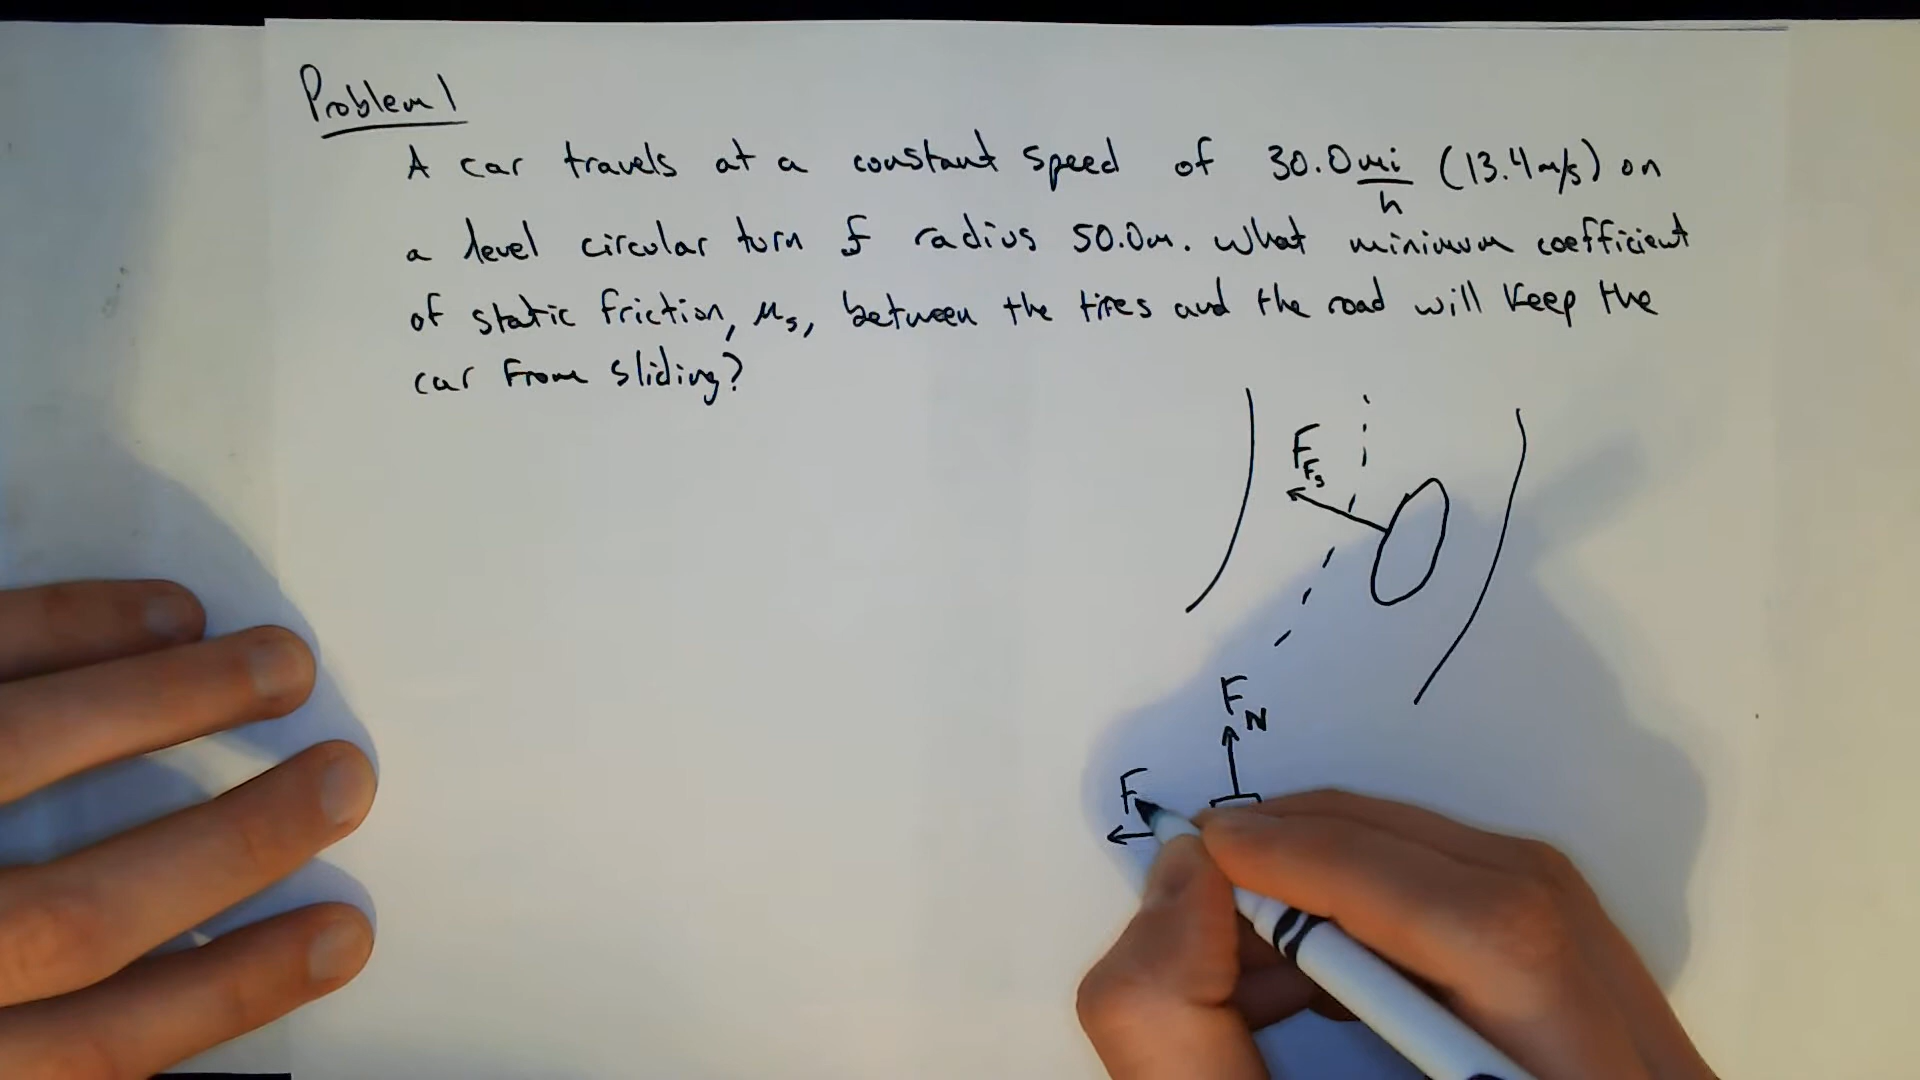 Problem 1
A car travels at a constant speed of 30.0 mi/h (13.4 m/s) on
a level circular turn of radius 50.0m. What minimum coefficient
of static friction, μs, between the tires and the road will keep the
car from sliding?
F_Fs
F_N
F